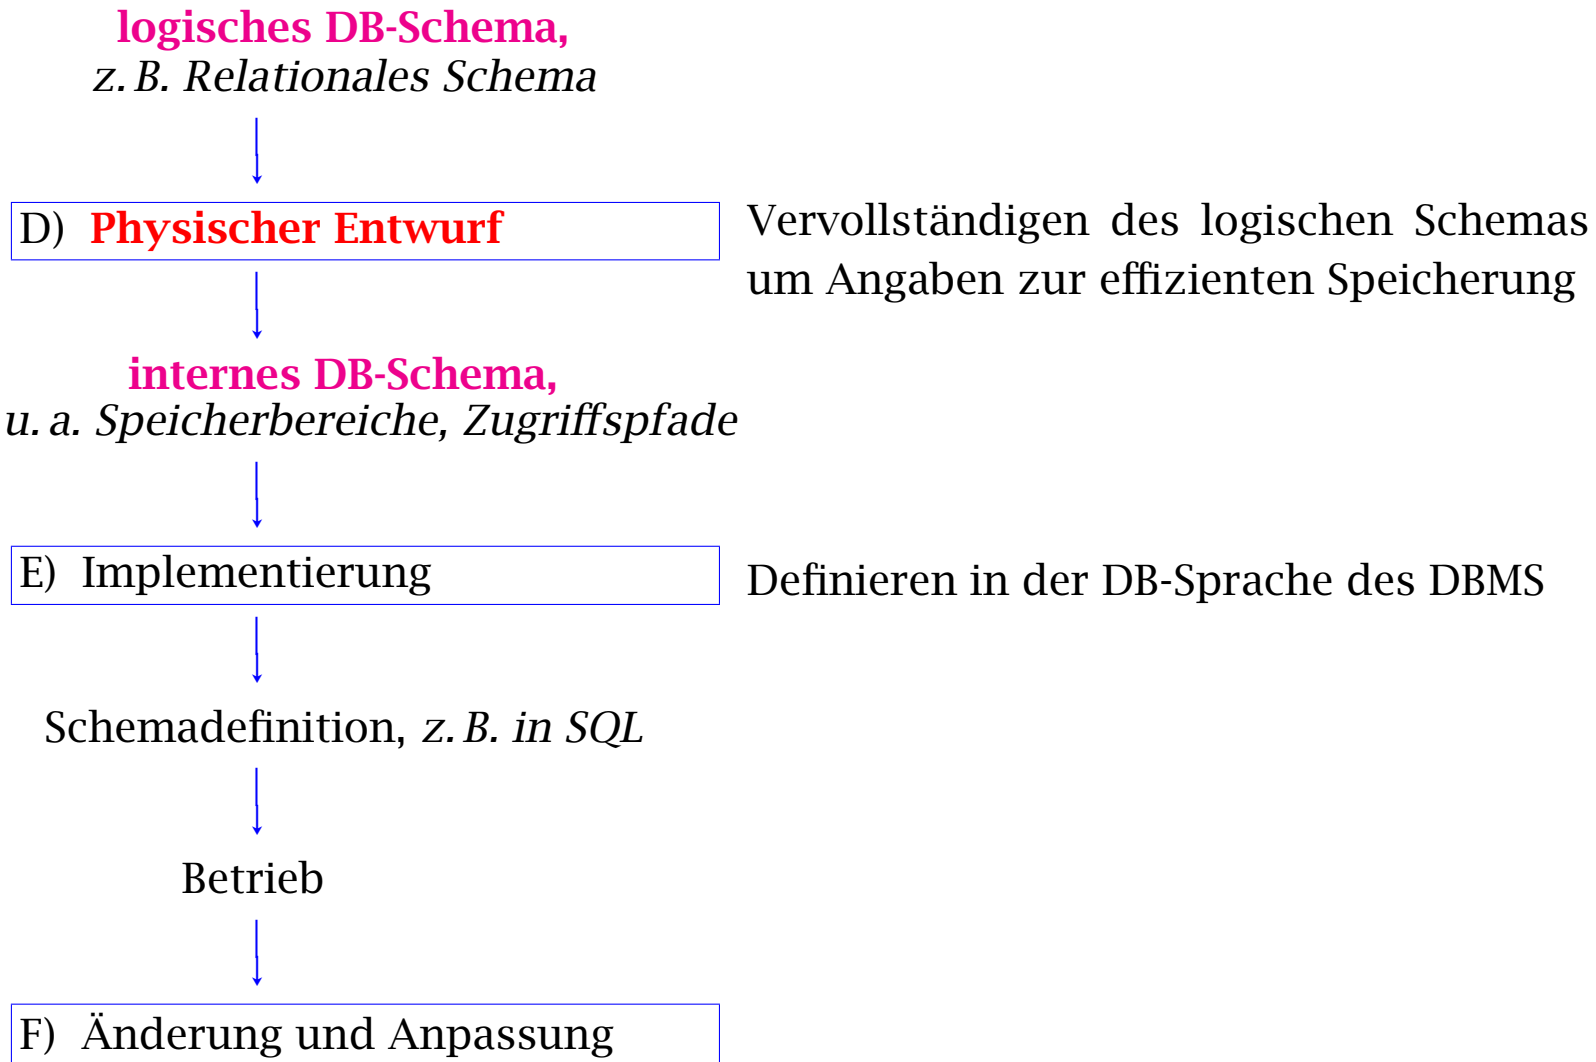 logisches DB-Schema,
z. B. Relationales Schema
D) Physischer Entwurf
Vervollständigen des logischen Schemas
um Angaben zur effizienten Speicherung
internes DB-Schema,
u. a. Speicherbereiche, Zugriffspfade
E) Implementierung
Definieren in der DB-Sprache des DBMS
Schemadefinition, z. B. in SQL
Betrieb
F) Änderung und Anpassung